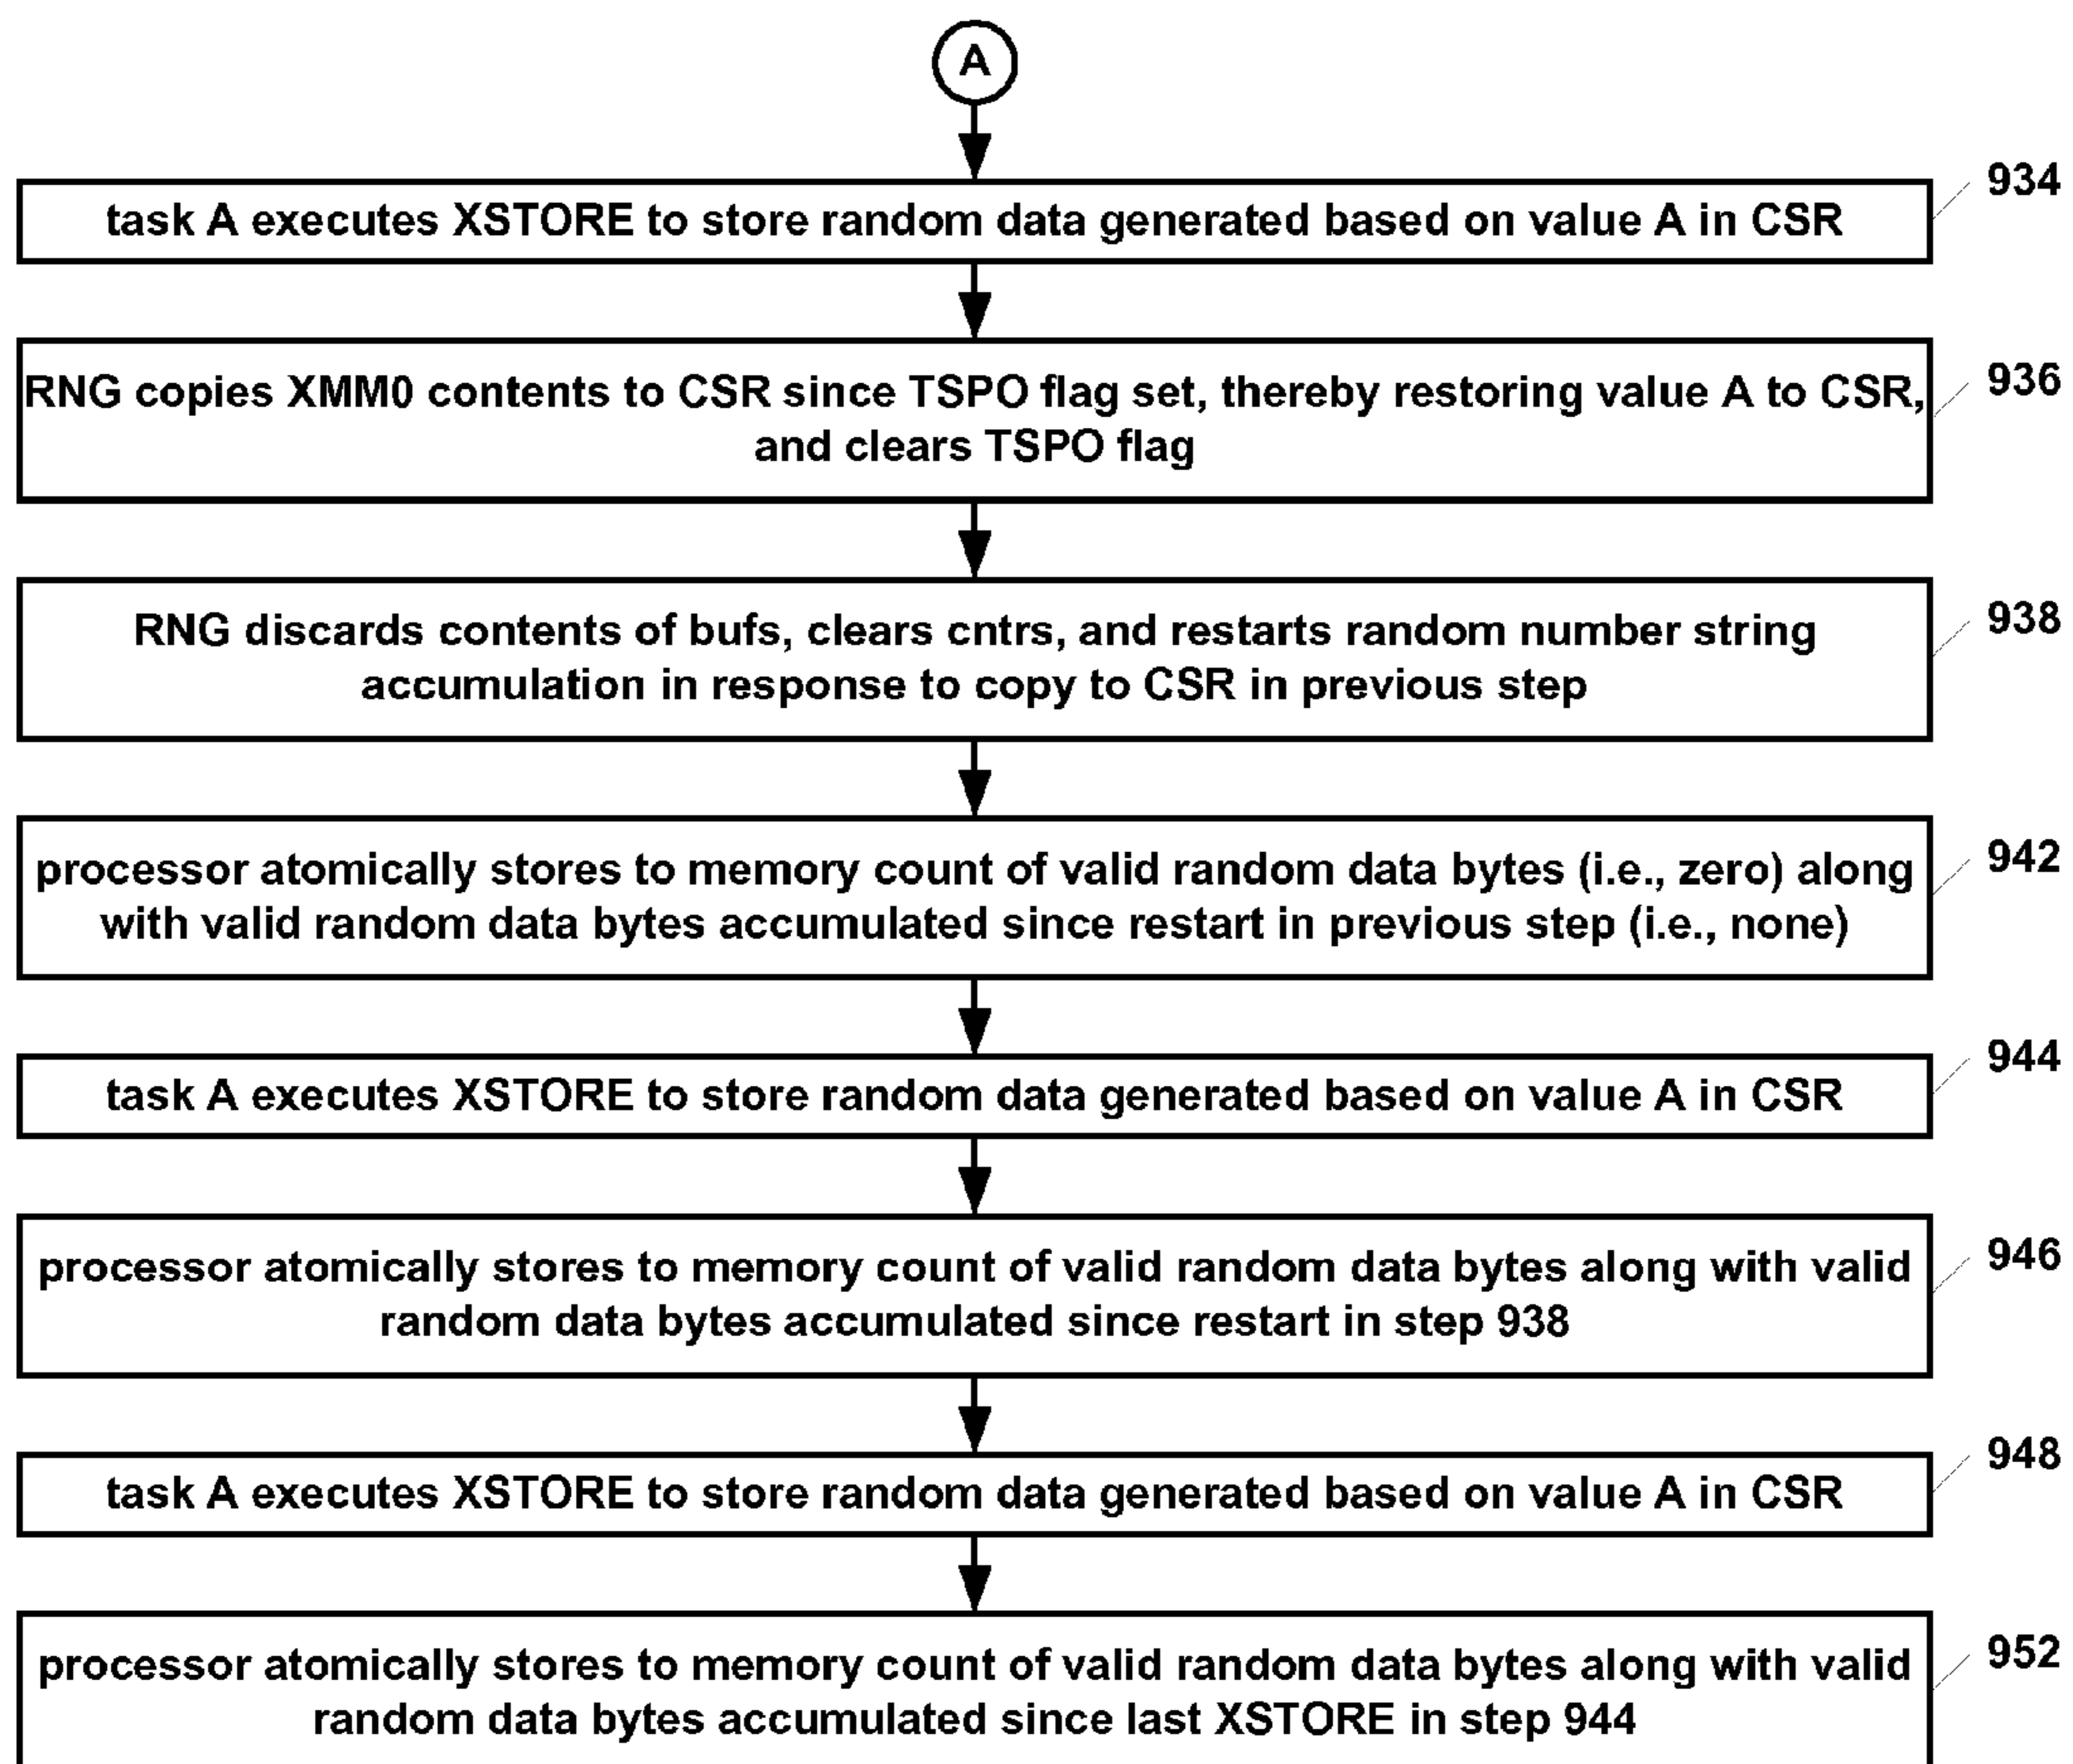 A
934
task A executes XSTORE to store random data generated based on value A in CSR
936
RNG copies XMM0 contents to CSR since TSPO flag set, thereby restoring value A to CSR,
and clears TSPO flag
938
RNG discards contents of bufs, clears cntrs, and restarts random number string
accumulation in response to copy to CSR in previous step
942
processor atomically stores to memory count of valid random data bytes (i.e., zero) along
with valid random data bytes accumulated since restart in previous step (i.e., none)
944
task A executes XSTORE to store random data generated based on value A in CSR
946
processor atomically stores to memory count of valid random data bytes along with valid
random data bytes accumulated since restart in step 938
948
task A executes XSTORE to store random data generated based on value A in CSR
952
processor atomically stores to memory count of valid random data bytes along with valid
random data bytes accumulated since last XSTORE in step 944